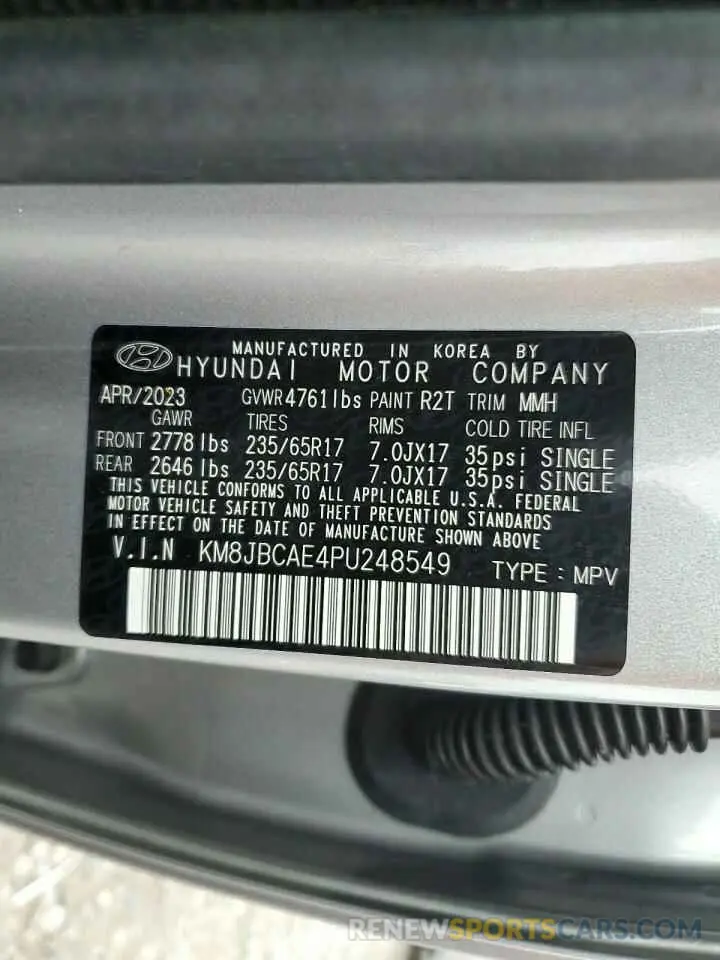 MANUFACTURED IN KOREA BY
HYUNDAI MOTOR COMPANY
APR/2023 GVWR 4761 lbs PAINT R2T TRIM MMH
GAWR TIRES RIMS COLD TIRE INFL
FRONT 2778 lbs 235/65R17 7.0JX17 35psi SINGLE
REAR 2646 lbs 235/65R17 7.0JX17 35psi SINGLE
THIS VEHICLE CONFORMS TO ALL APPLICABLE U.S.A. FEDERAL
MOTOR VEHICLE SAFETY AND THEFT PREVENTION STANDARDS
IN EFFECT ON THE DATE OF MANUFACTURE SHOWN ABOVE
V.I.N KM8JBCAE4PU248549 TYPE : MPV
RENEWSPORTSCARS.COM